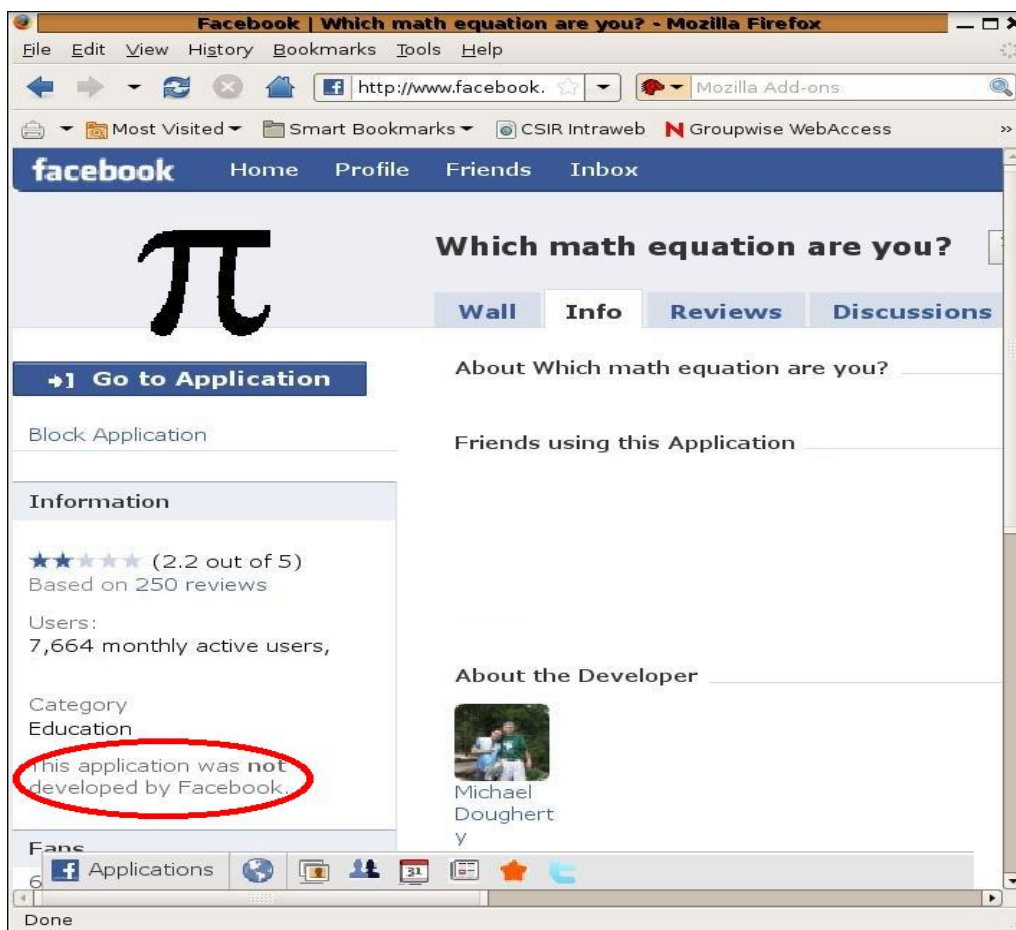 Facebook | Which math equation are you? - Mozilla Firefox
File Edit View History Bookmarks Tools Help
http://www.facebook. Mozilla Add-ons
Most Visited Smart Bookmarks CSIR Intraweb Groupwise WebAccess »
facebook Home Profile Friends Inbox
π
Which math equation are you?
Wall Info Reviews Discussions
Go to Application
Block Application
Information
(2.2 out of 5)
Based on 250 reviews
Users:
7,664 monthly active users,
Category
Education
This application was not
developed by Facebook.
Fans
6
About Which math equation are you?
Friends using this Application
About the Developer
Michael
Doughert
y
Applications 31
Done